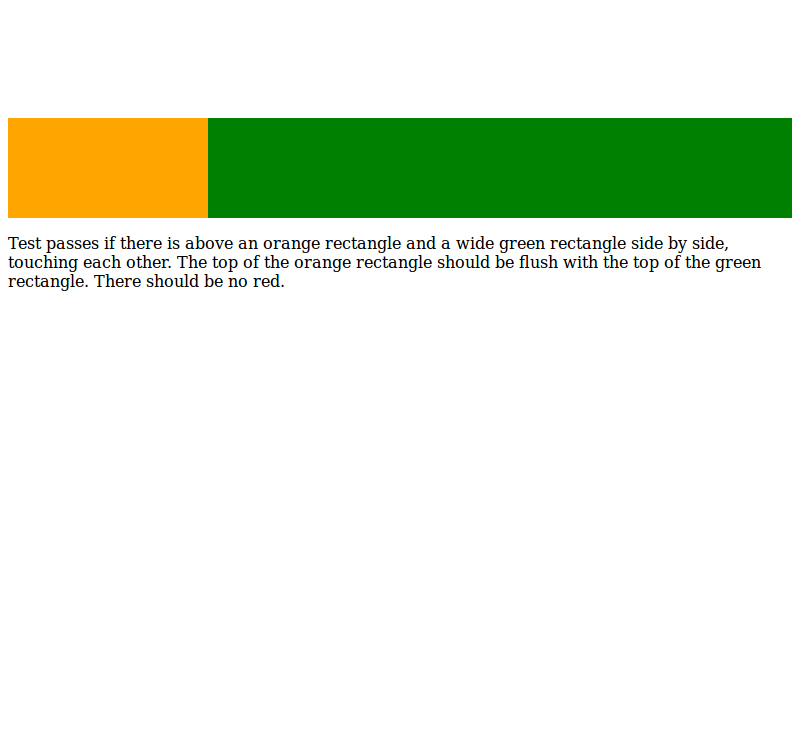 Test passes if there is above an orange rectangle and a wide green rectangle side by side,
touching each other. The top of the orange rectangle should be flush with the top of the green
rectangle. There should be no red.